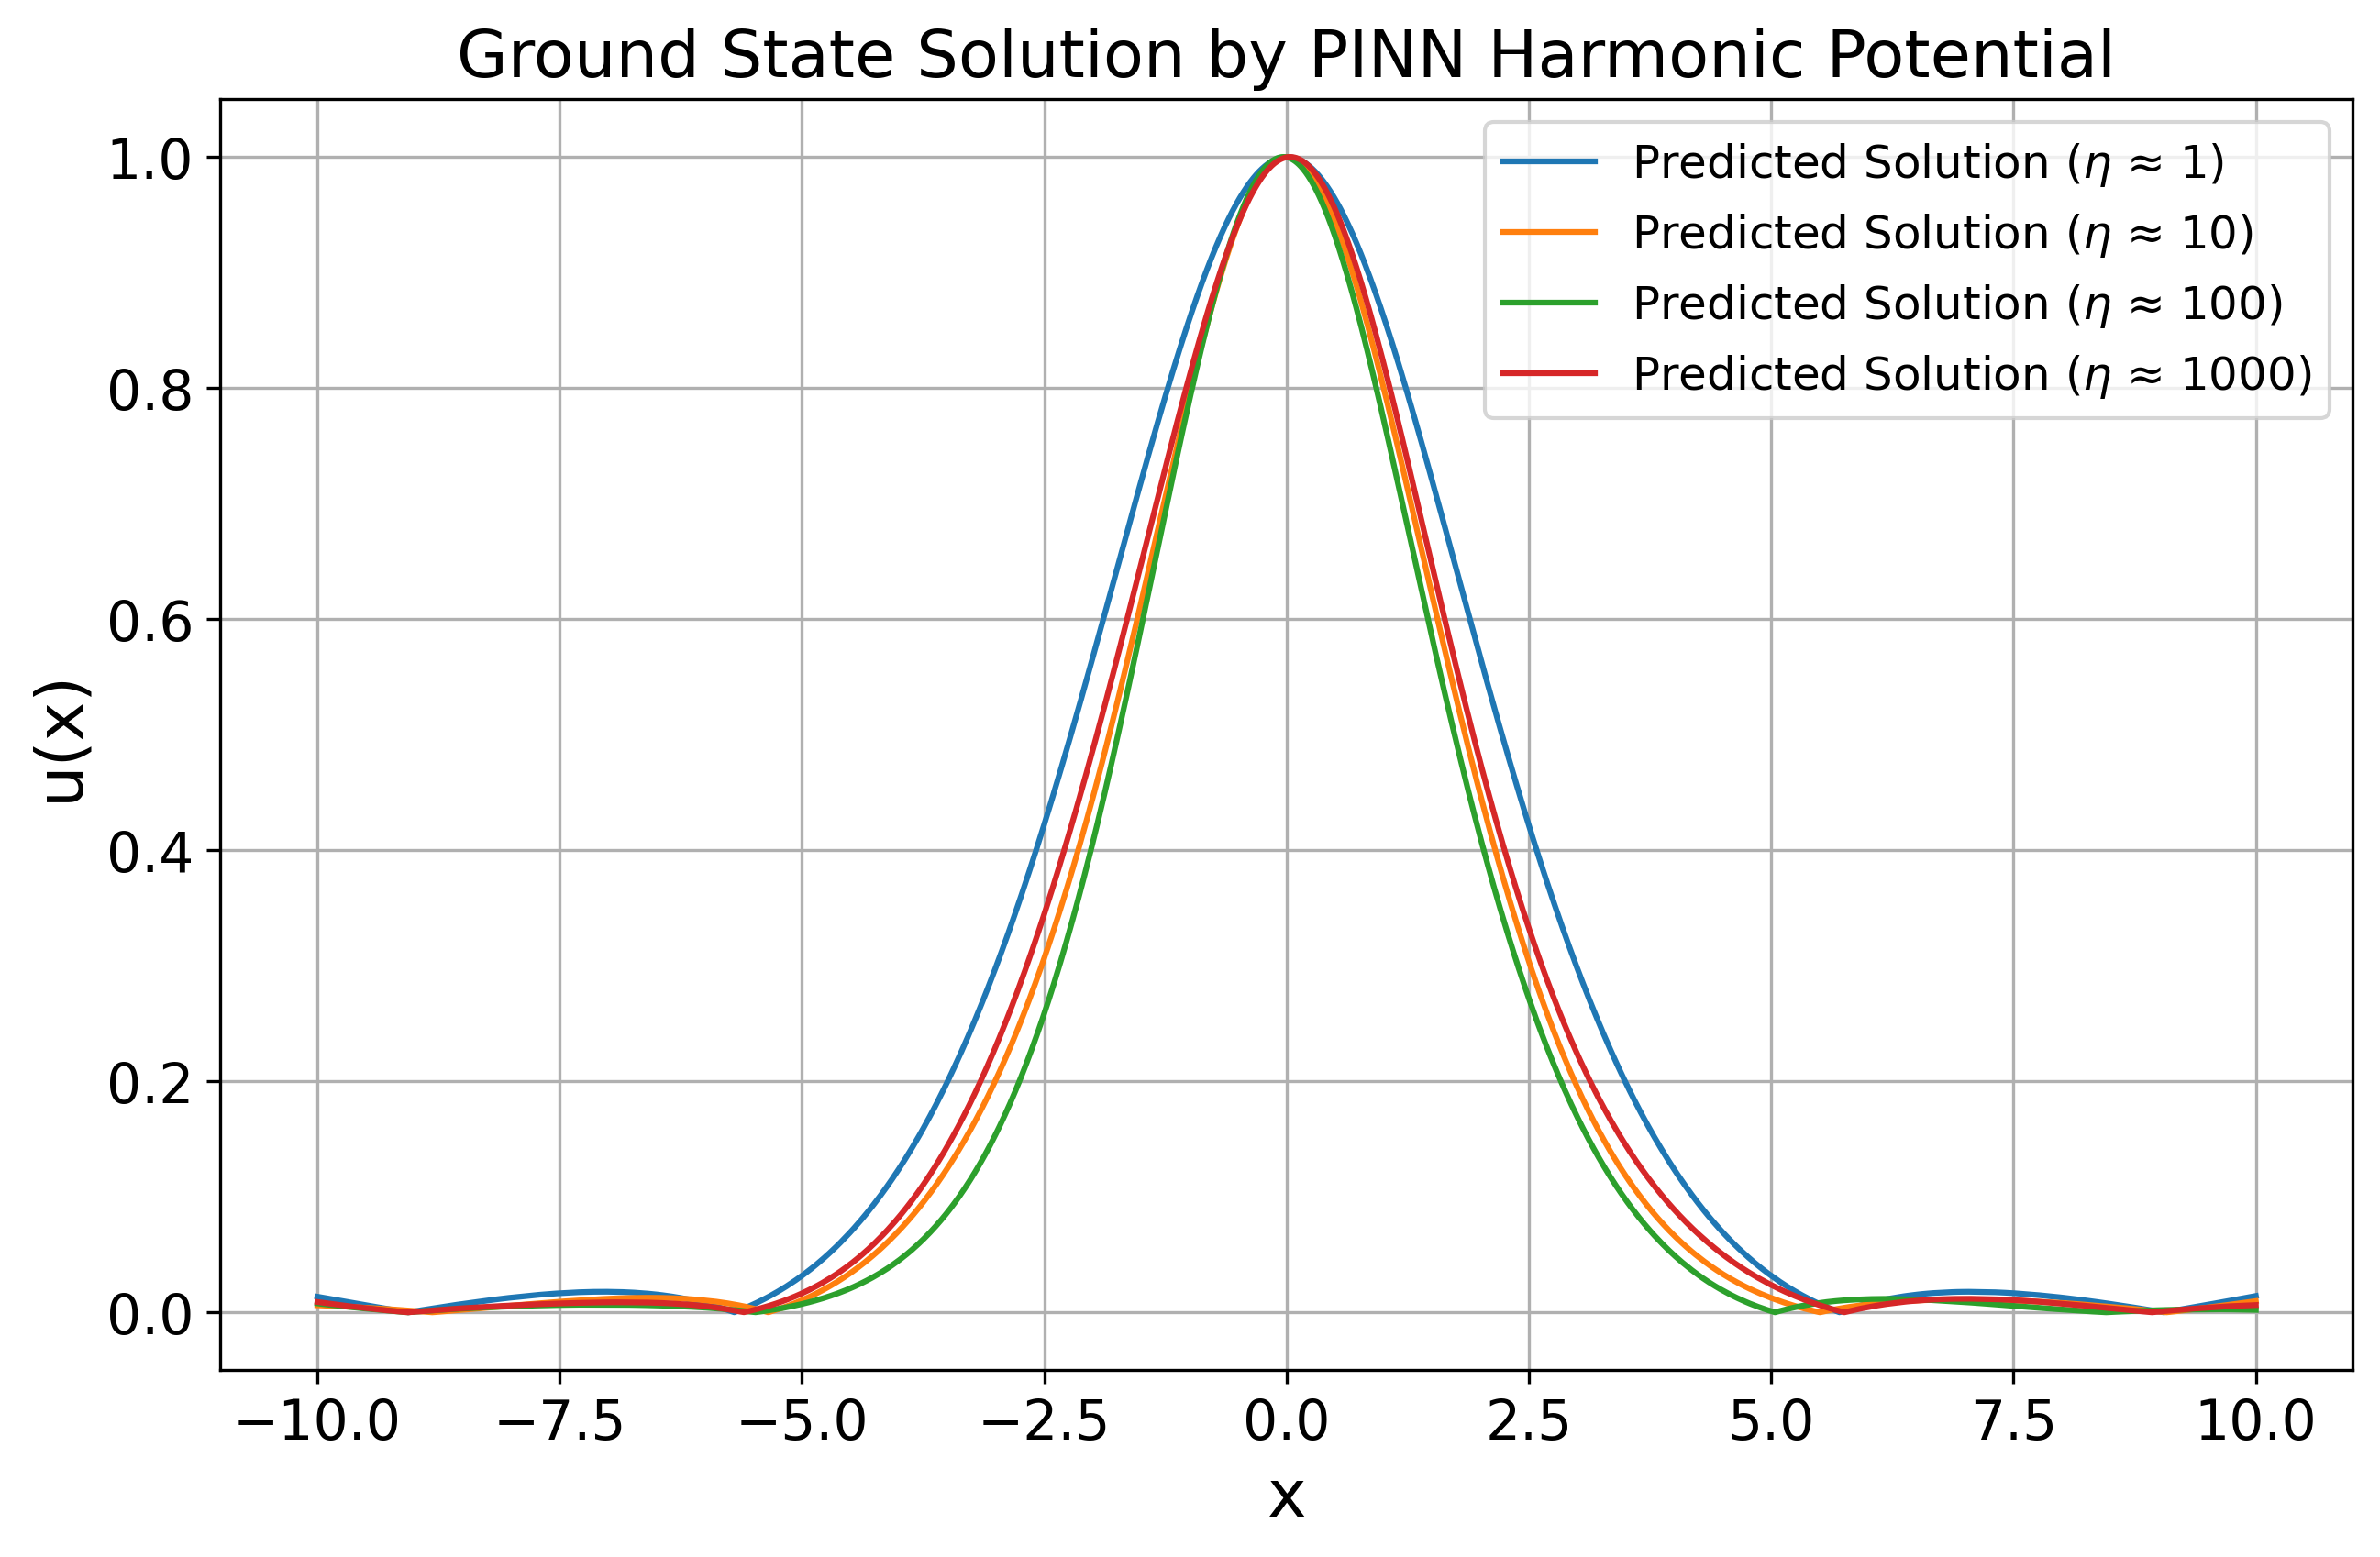 Ground State Solution by PINN Harmonic Potential
Predicted Solution (η ≈ 1)
Predicted Solution (η ≈ 10)
Predicted Solution (η ≈ 100)
Predicted Solution (η ≈ 1000)
u(x)
1.0
0.8
0.6
0.4
0.2
0.0
−10.0 −7.5 −5.0 −2.5 0.0 2.5 5.0 7.5 10.0
x